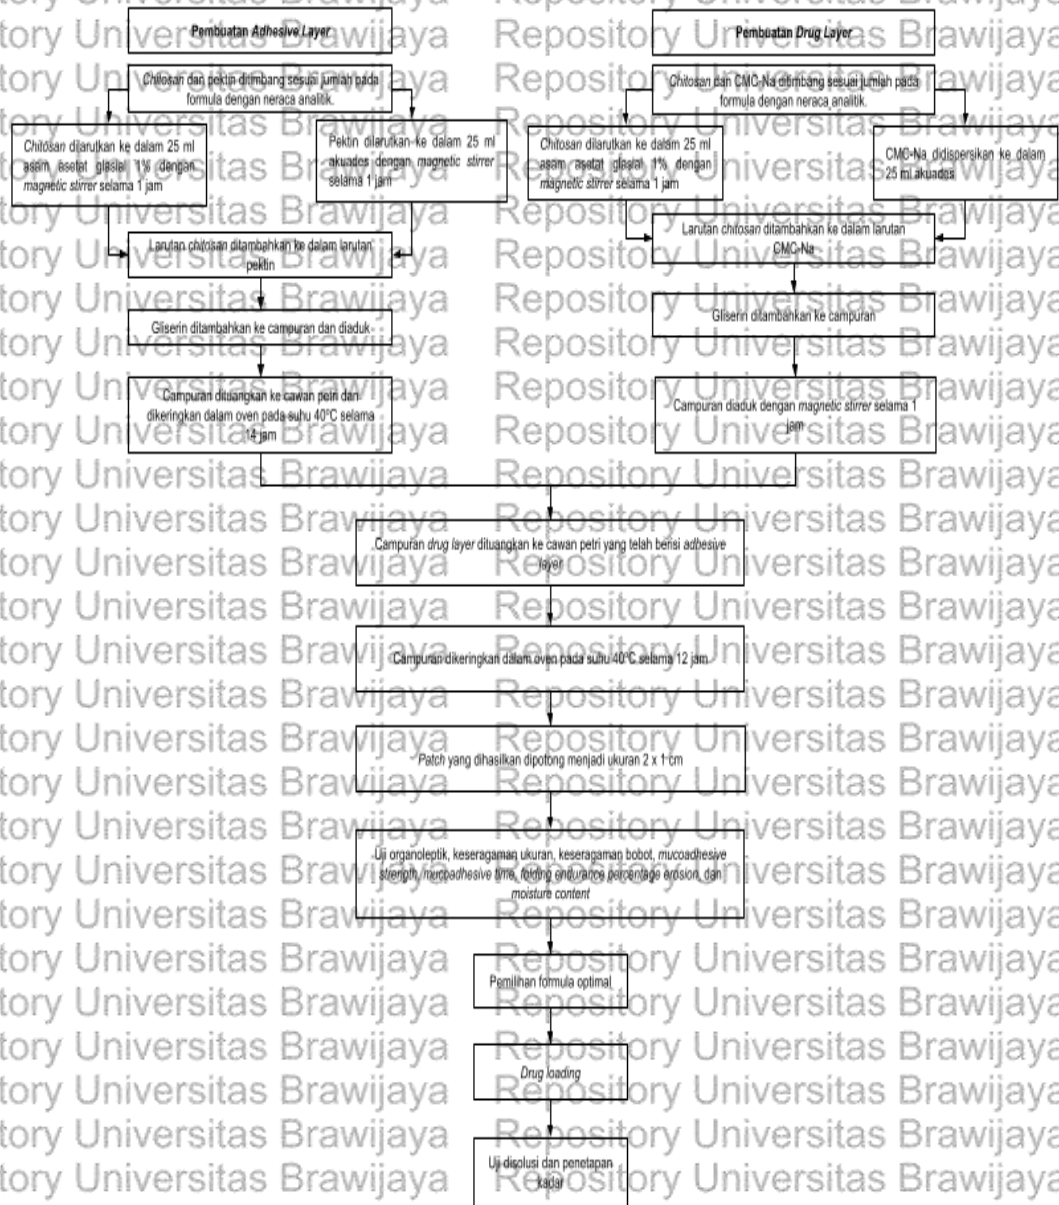 Pembuatan Adhesive Layer
Chitosan dan pektin ditimbang sesuai jumlah pada
formula dengan neraca analitik.
Chitosan dilarutkan ke dalam 25 ml
asam asetat glasial 1% dengan
magnetic stirrer selama 1 jam
Pektin dilarutkan ke dalam 25 ml
akuades dengan magnetic stirrer
selama 1 jam
Larutan chitosan ditambahkan ke dalam larutan
pektin
Gliserin ditambahkan ke campuran dan diaduk
Campuran dituangkan ke cawan petri dan
dikeringkan dalam oven pada suhu 40°C selama
14 jam
Pembuatan Drug Layer
Chitosan dan CMC-Na ditimbang sesuai jumlah pada
formula dengan neraca analitik.
Chitosan dilarutkan ke dalam 25 ml
asam asetat glasial 1% dengan
magnetic stirrer selama 1 jam
CMC-Na didispersikan ke dalam
25 ml akuades
Larutan chitosan ditambahkan ke dalam larutan
CMC-Na
Gliserin ditambahkan ke campuran
Campuran diaduk dengan magnetic stirrer selama 1
jam
Campuran drug layer dituangkan ke cawan petri yang telah berisi adhesive
layer
Campuran dikeringkan dalam oven pada suhu 40°C selama 12 jam
Patch yang dihasilkan dipotong menjadi ukuran 2 x 1 cm
Uji organoleptik, keseragaman ukuran, keseragaman bobot, mucoadhesive
strength, mucoadhesive time, folding endurance percentage erosion, dan
moisture content
Pemilihan formula optimal
Drug loading
Uji disolusi dan penetapan
kadar
Repository Universitas Brawijaya